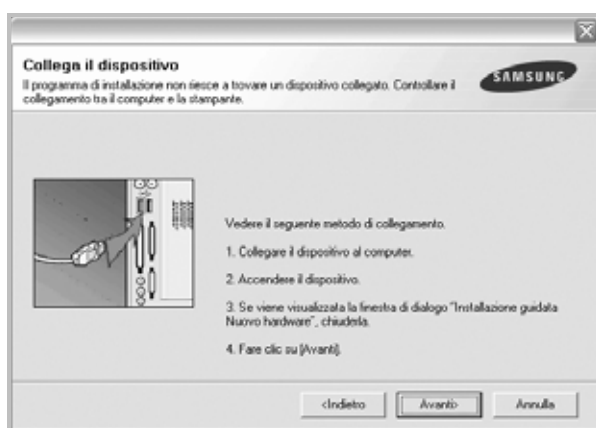 Collega il dispositivo
Il programma di installazione non riesce a trovare un dispositivo collegato. Controllare il
collegamento tra il computer e la stampante.
SAMSUNG
Vedere il seguente metodo di collegamento.
1. Collegare il dispositivo al computer.
2. Accendere il dispositivo.
3. Se viene visualizzata la finestra di dialogo "Installazione guidata
Nuovo hardware", chiuderla.
4. Fare clic su [Avanti].
<Indietro
Avanti>
Annulla